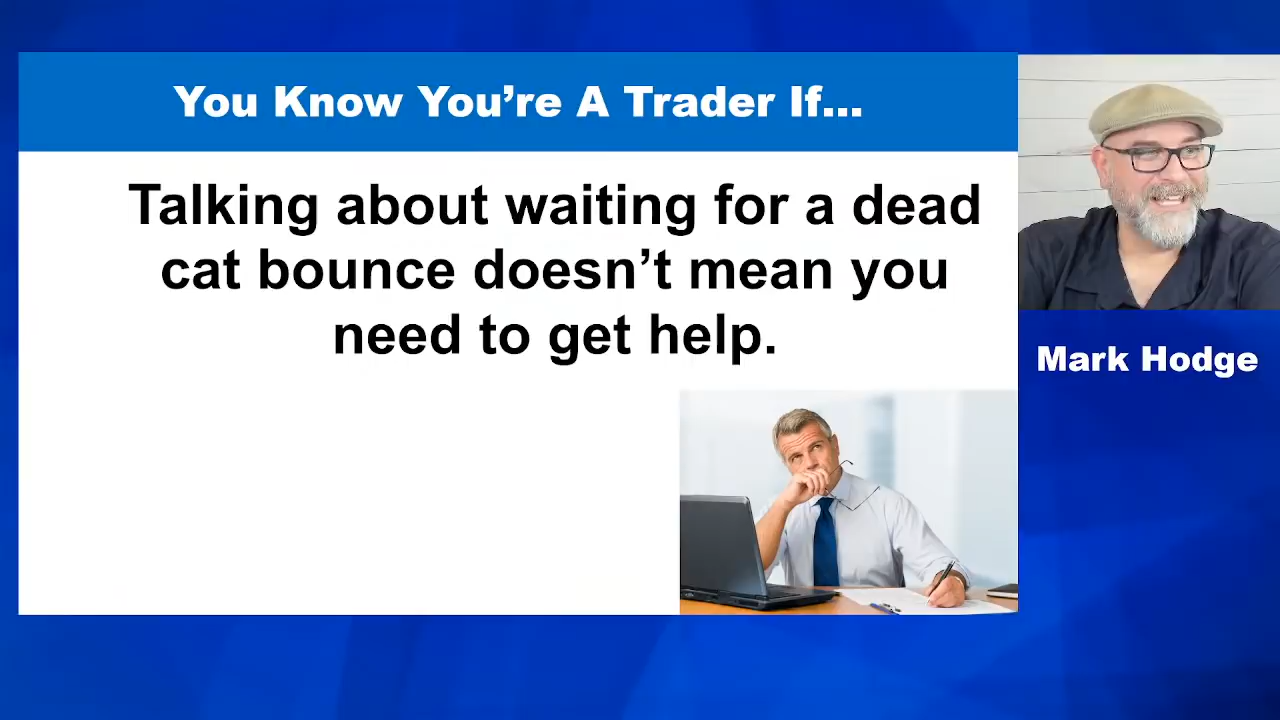 You Know You’re A Trader If...
Talking about waiting for a dead
cat bounce doesn’t mean you
need to get help.
Mark Hodge